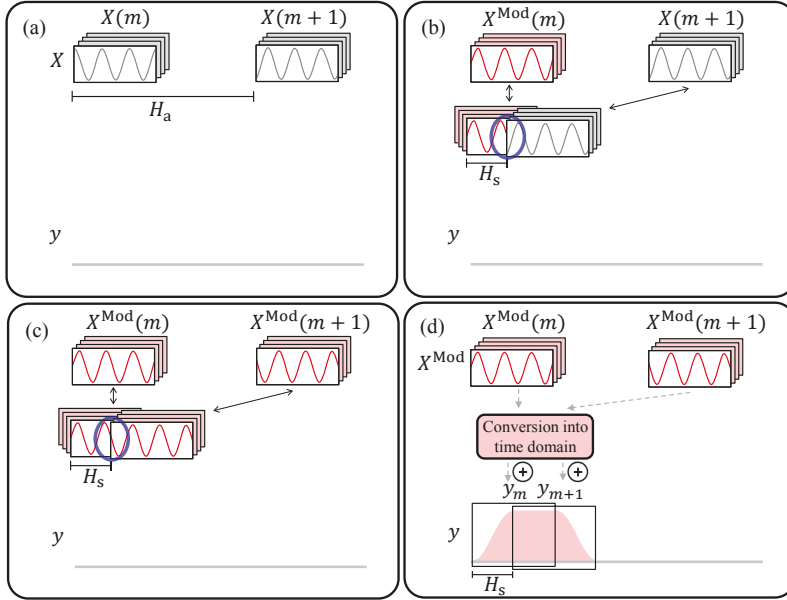 (a)
X(m)
X(m + 1)
X
Hₐ
y
(b)
Xᴹᵒᵈ(m)
X(m + 1)
Hₛ
y
(c)
Xᴹᵒᵈ(m)
Xᴹᵒᵈ(m + 1)
Hₛ
y
(d)
Xᴹᵒᵈ(m)
Xᴹᵒᵈ(m + 1)
Xᴹᵒᵈ
Conversion into
time domain
+ +
yₘ yₘ₊₁
y
Hₛ